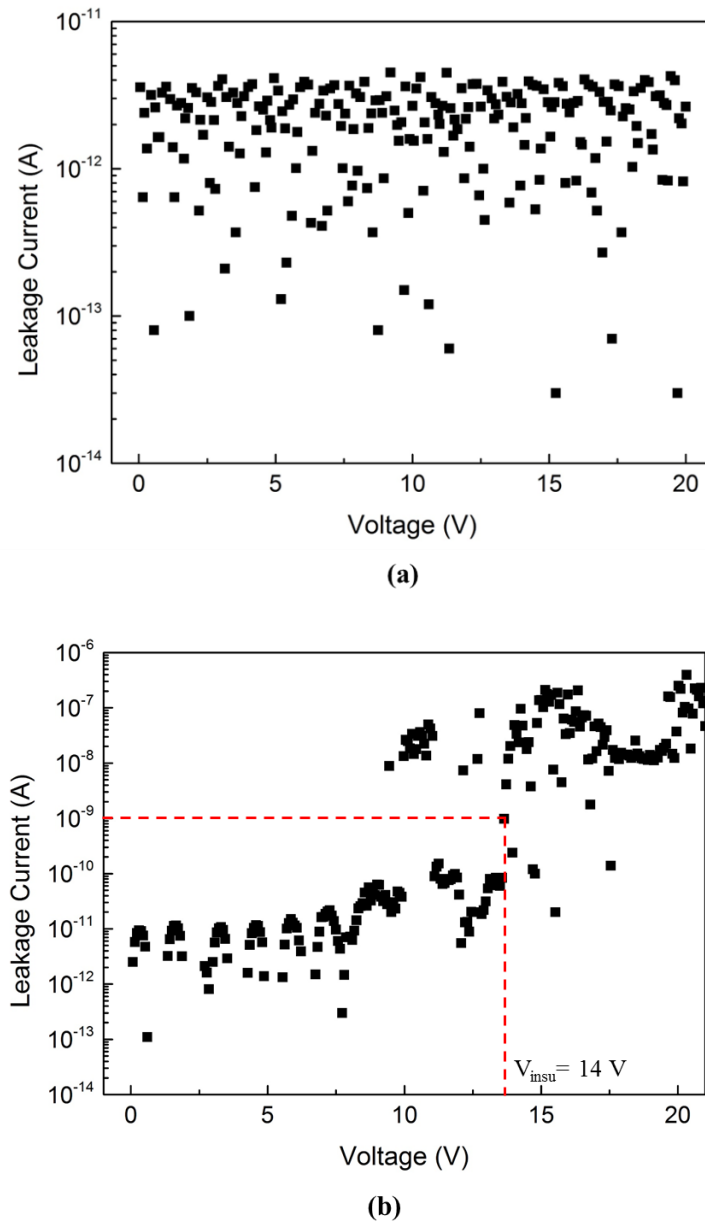 10⁻¹¹
10⁻¹²
10⁻¹³
10⁻¹⁴
Leakage Current (A)
0 5 10 15 20
Voltage (V)
(a)
10⁻⁶
10⁻⁷
10⁻⁸
10⁻⁹
10⁻¹⁰
10⁻¹¹
10⁻¹²
10⁻¹³
10⁻¹⁴
Leakage Current (A)
V_insu = 14 V
0 5 10 15 20
Voltage (V)
(b)